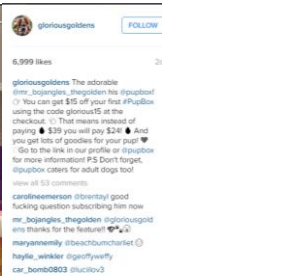 gloriousgoldens
FOLLOW
6,999 likes
gloriousgoldens The adorable
@mr_bojangles_thegolden his @pupbox!
You can get $15 off your first #PupBox
using the code glorious15 at the
checkout. That means instead of
paying $39 you will pay $24! And
you get lots of goodies for your pup!
Go to the link in our profile or @pupbox
for more information! P.S Don't forget,
@pupbox caters for adult dogs too!
view all 53 comments
carolineemerson @brentayl good
fucking question subscribing him now
mr_bojangles_thegolden @gloriousgold
ens thanks for the feature!!
maryannemily @beachbumcharliet
haylie_winkler @geoffyweffy
car_bomb0803 @luciiov3